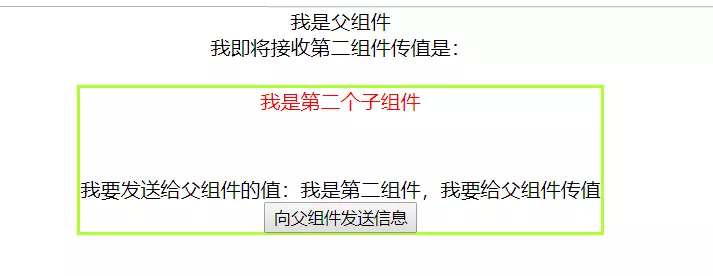 我是父组件
我即将接收第二组件传值是：
我是第二个子组件
我要发送给父组件的值：我是第二组件，我要给父组件传值
向父组件发送信息